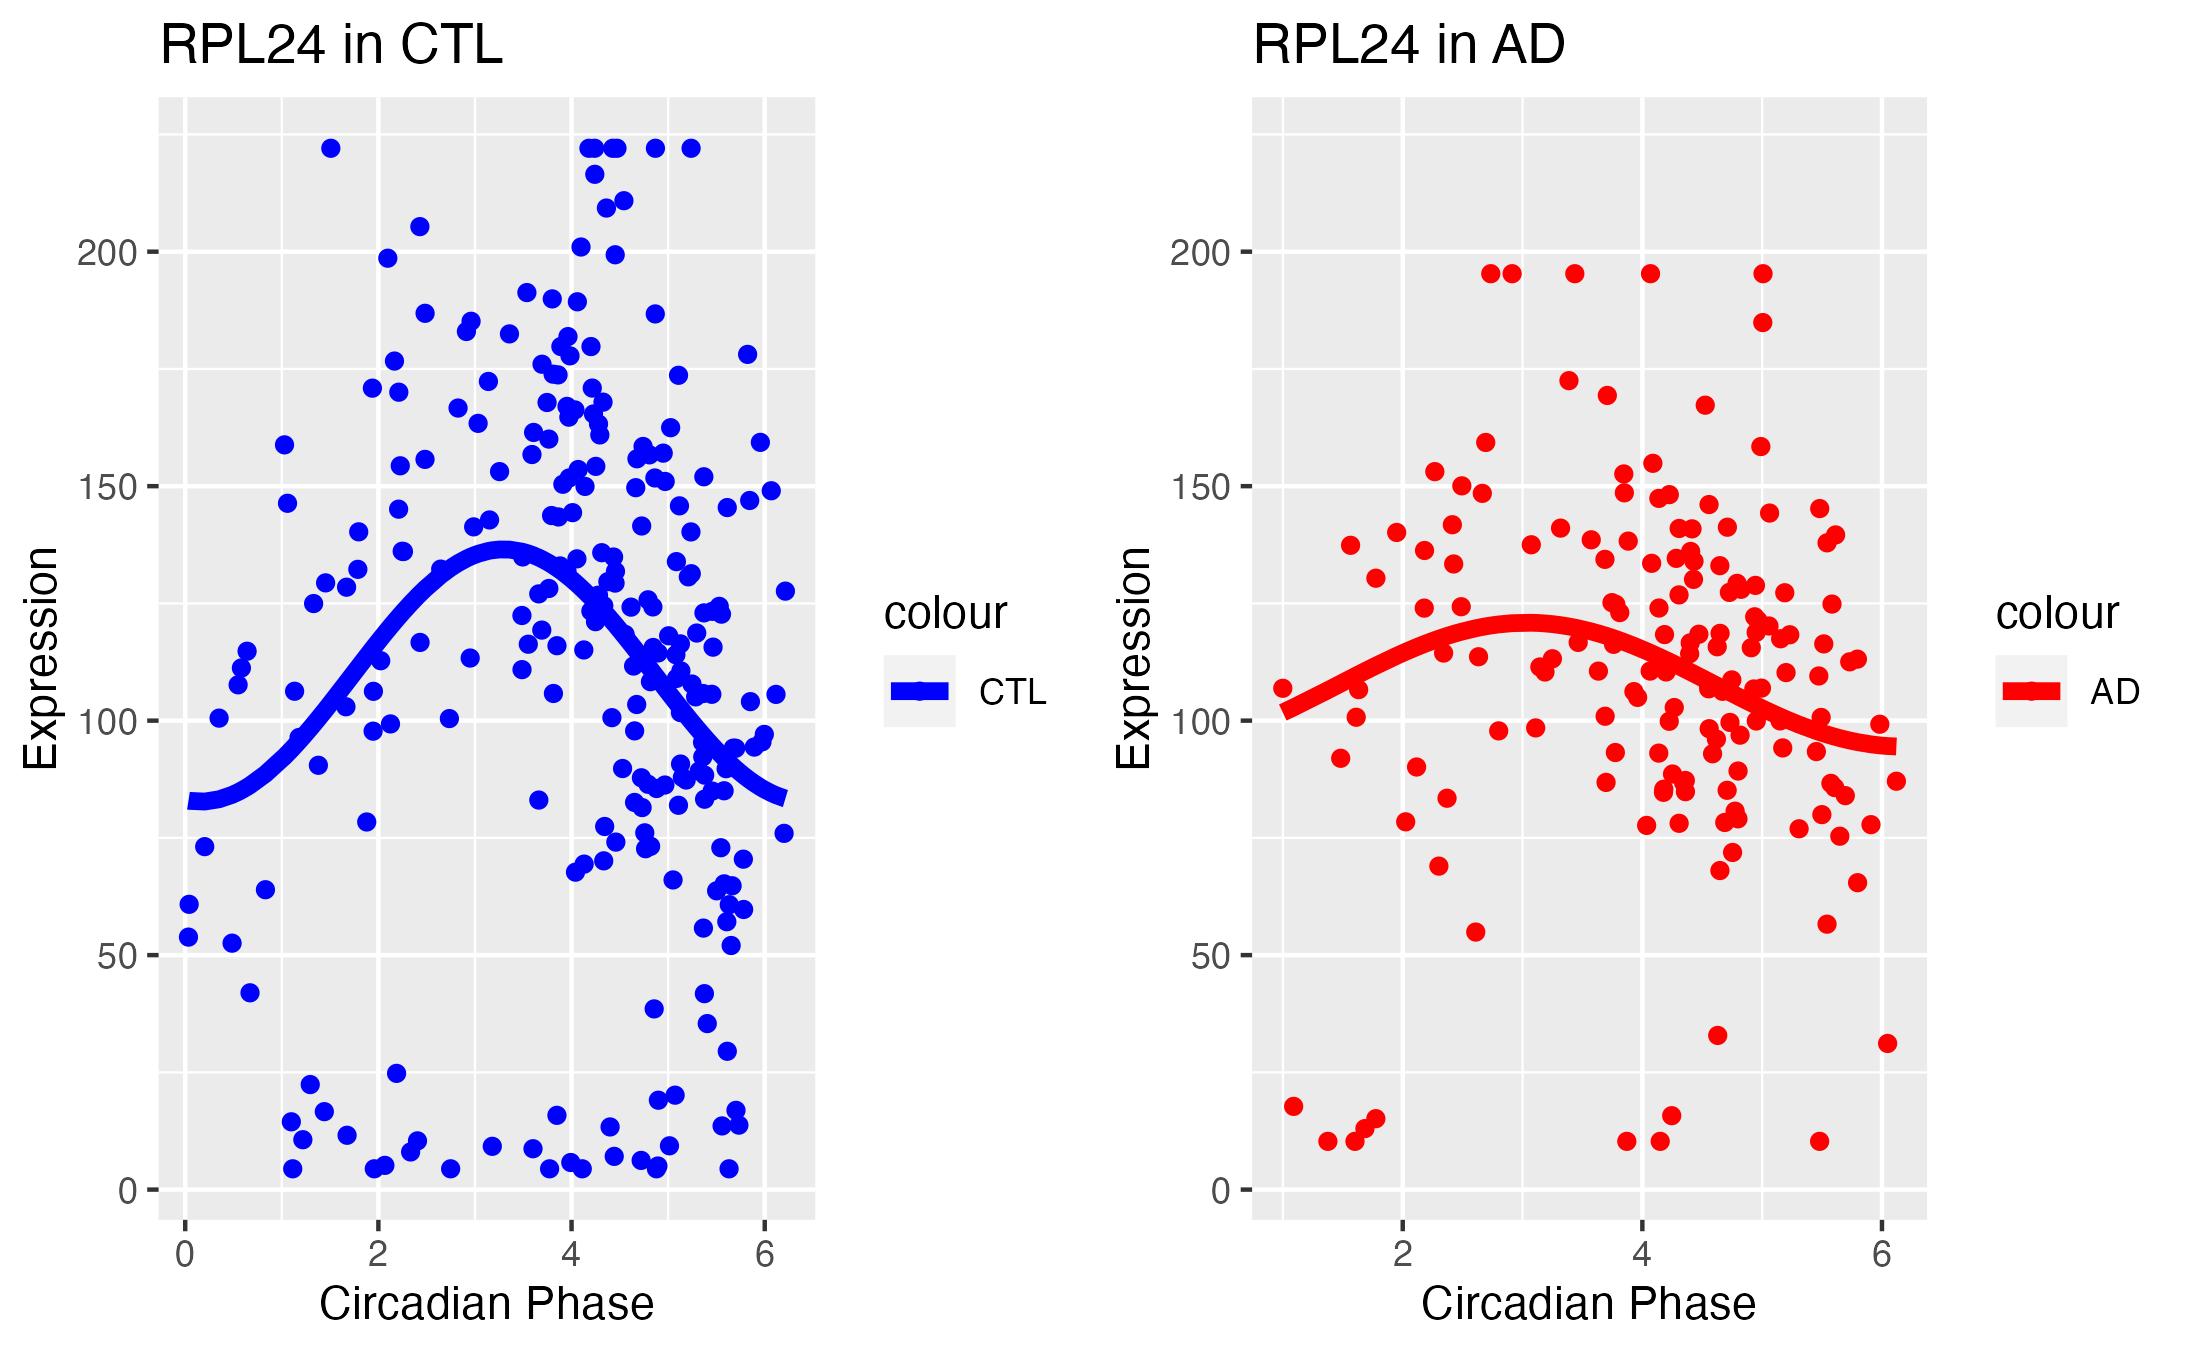 RPL24 in CTL
Expression
200
150
100
50
0
0 2 4 6
Circadian Phase
colour
CTL
RPL24 in AD
Expression
200
150
100
50
0
2 4 6
Circadian Phase
colour
AD